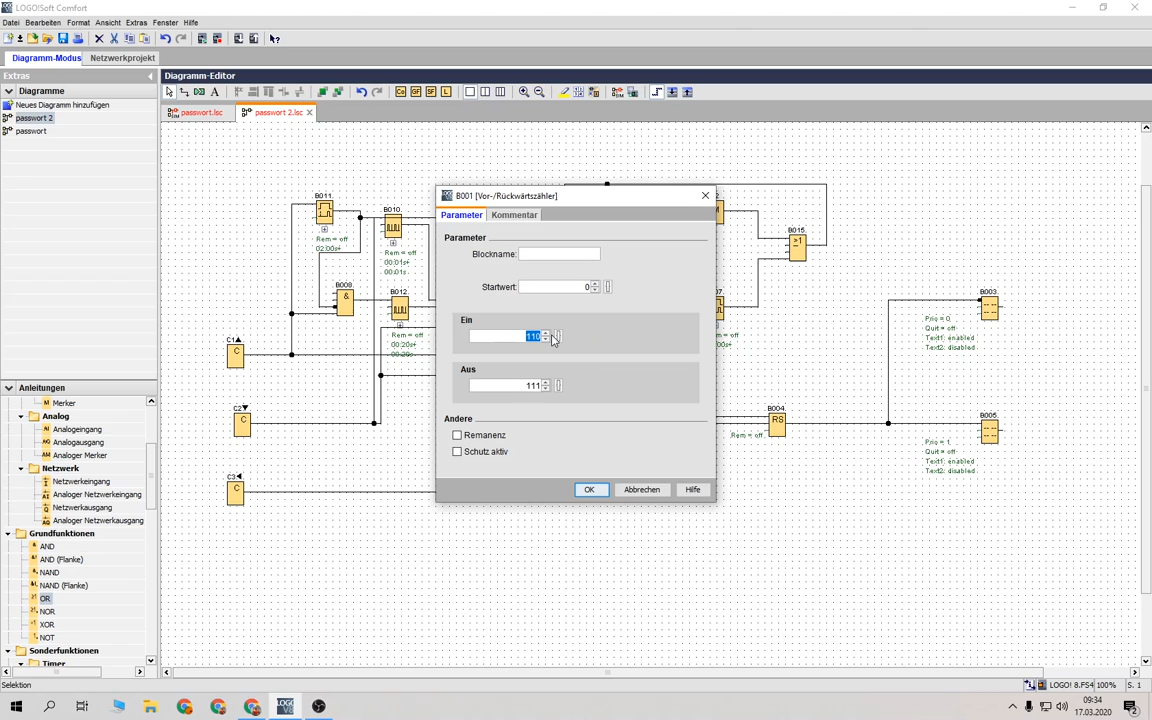 LOGO!Soft Comfort
Datei Bearbeiten Format Ansicht Extras Fenster Hilfe
Diagramm-Modus Netzwerkprojekt
Extras
Diagramm-Editor
Diagramme
Neues Diagramm hinzufügen
passwort 2
passwort
Co GF SF L
passwort.lsc
passwort 2.lsc
B001 [Vor-/Rückwärtszähler]
Parameter Kommentar
Parameter
Blockname:
Startwert: 0
Ein
110
Aus
111
Andere
Remanenz
Schutz aktiv
OK Abbrechen Hilfe
B011
Rem = off
02:00s+
B010
Rem = off
00:01s+
00:01s
B008
&
B012
Rem = off
00:20s+
00:20s
C1
C
C2
C
C3
C
B015
>1
B003
Prio = 0
Quit = off
Text1: enabled
Text2: disabled
B004
RS
Rem = off
B005
Prio = 1
Quit = off
Text1: enabled
Text2: disabled
Anleitungen
Merker
Analog
Analogeingang
Analogausgang
Analoger Merker
Netzwerk
Netzwerkeingang
Analoger Netzwerkeingang
Netzwerkausgang
Analoger Netzwerkausgang
Grundfunktionen
AND
AND (Flanke)
NAND
NAND (Flanke)
OR
NOR
XOR
NOT
Sonderfunktionen
Timer
Selektion
LOGO! 8.FS4 100% S. 1
09:34
17.03.2020
2